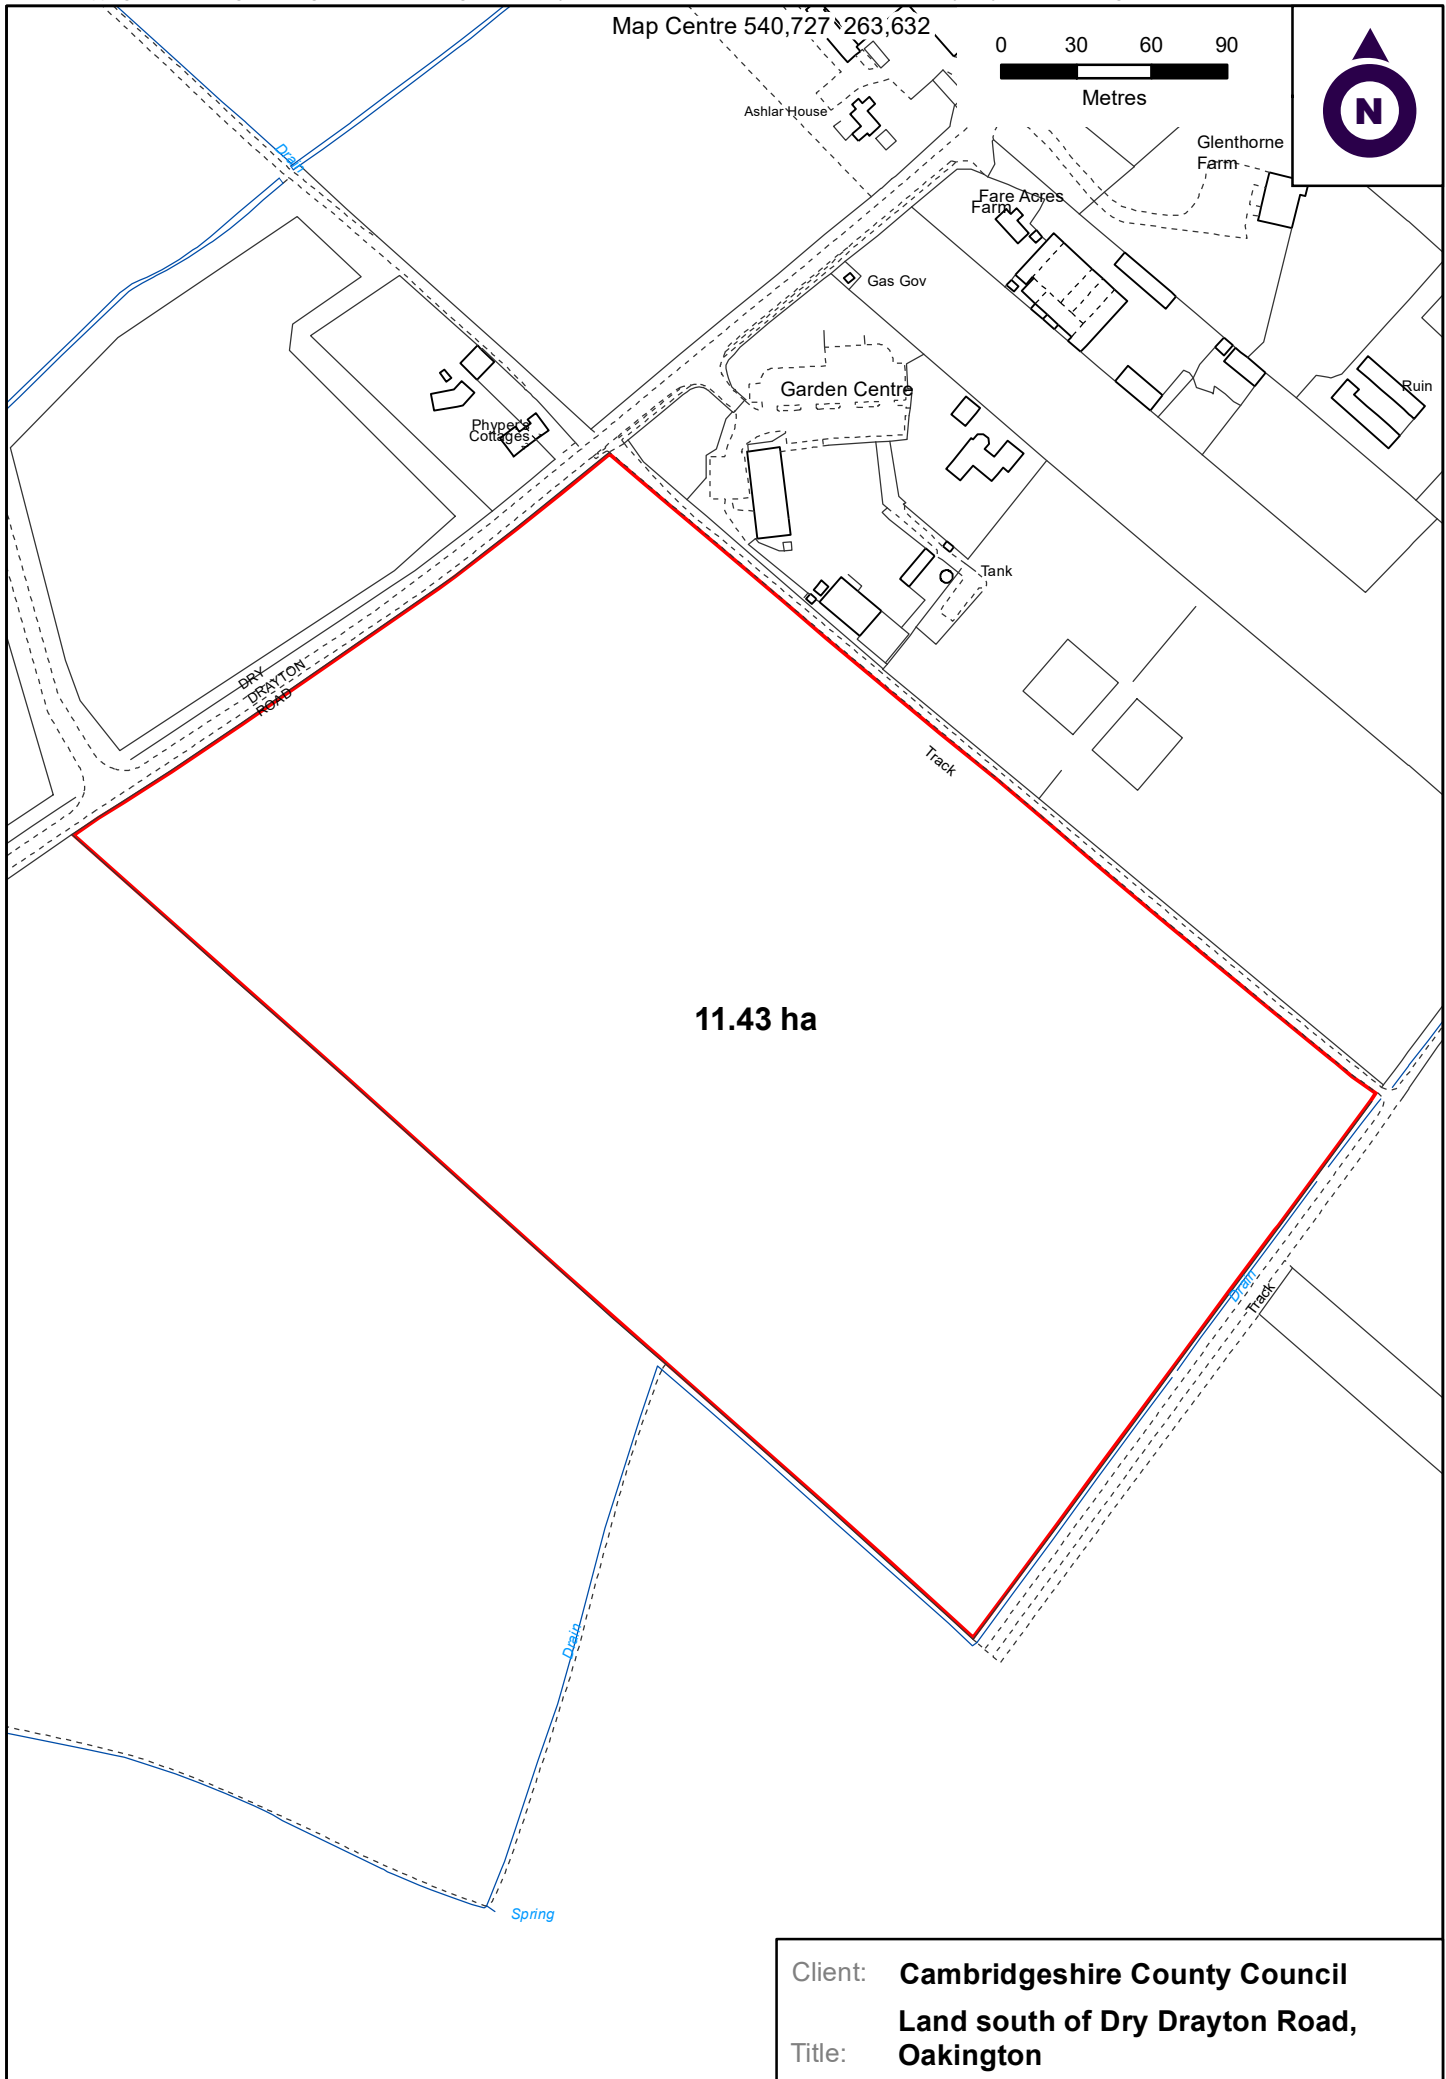 Map Centre 540,727 263,632
0 30 60 90
Metres
N
Ashlar House
Glenthorne
Farm
Drain
Fare Acres
Farm
Gas Gov
Garden Centre
Ruin
Phyper's
Cottages
Tank
DRY
DRAYTON
ROAD
Track
11.43 ha
Drain
Track
Drain
Spring
Client: Cambridgeshire County Council
Title: Land south of Dry Drayton Road,
Oakington